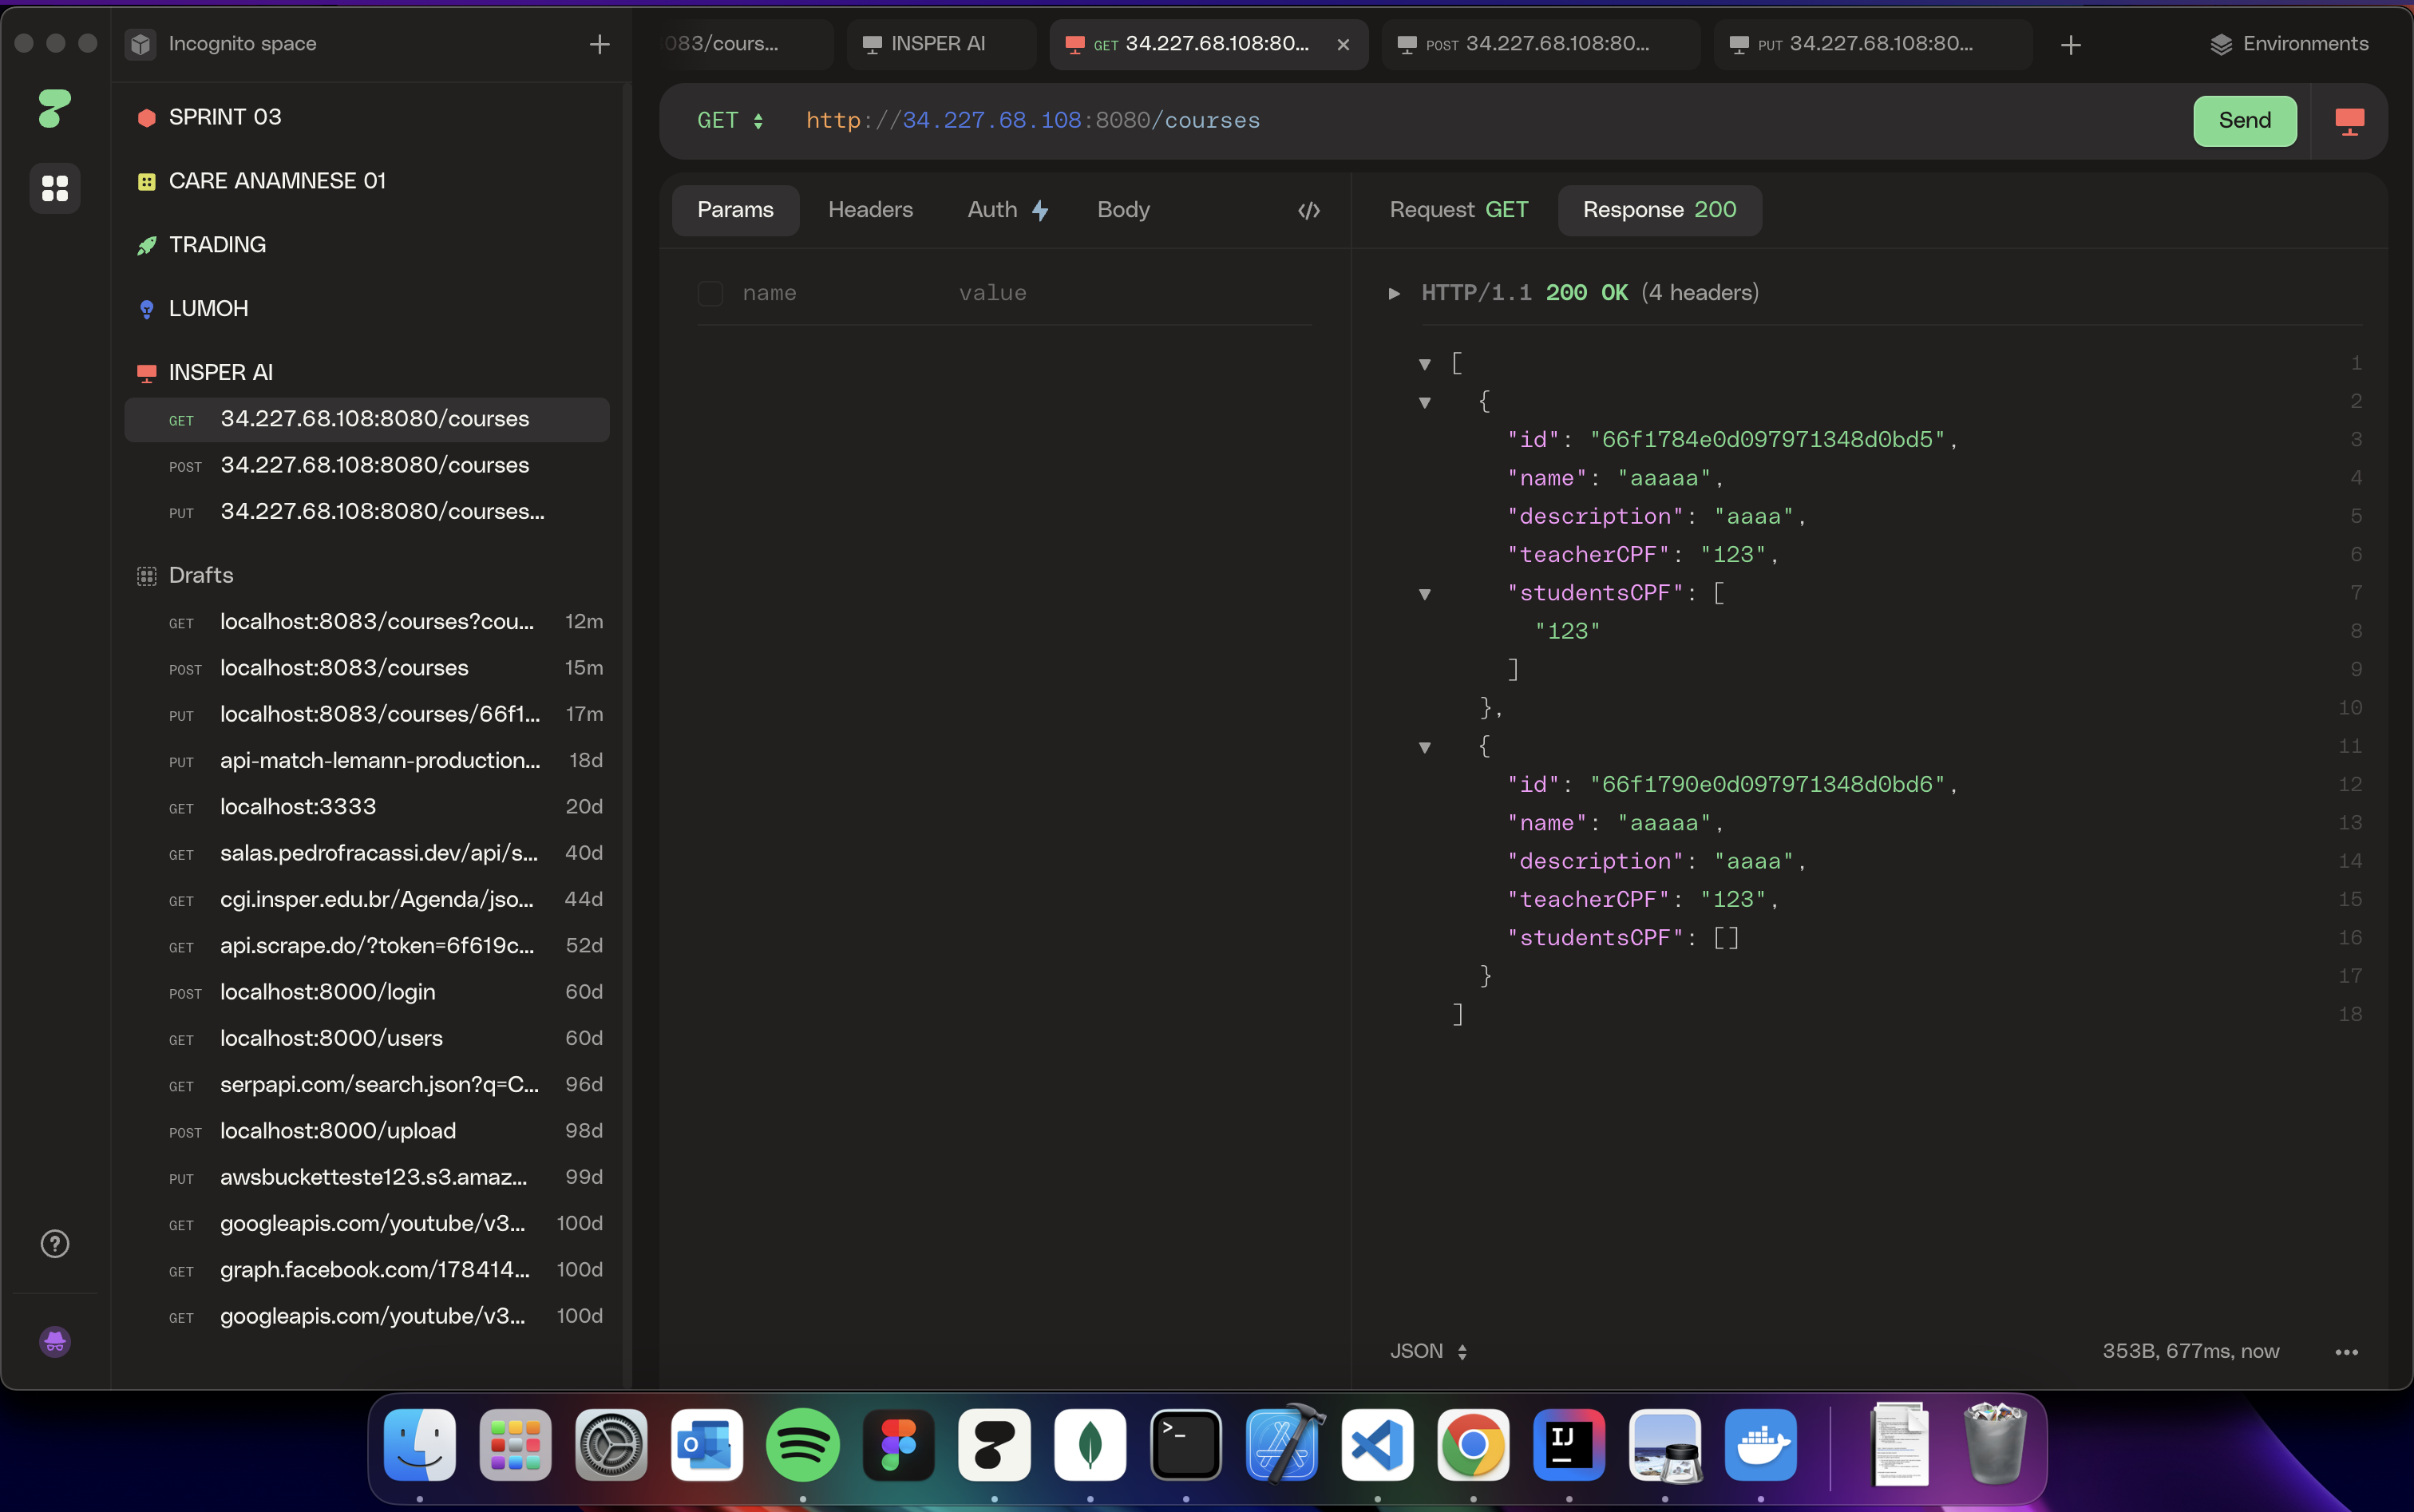 Incognito space
083/cours...
INSPER AI
GET 34.227.68.108:80...
POST 34.227.68.108:80...
PUT 34.227.68.108:80...
Environments
SPRINT 03
CARE ANAMNESE 01
TRADING
LUMOH
INSPER AI
GET 34.227.68.108:8080/courses
POST 34.227.68.108:8080/courses
PUT 34.227.68.108:8080/courses...
Drafts
GET localhost:8083/courses?cou... 12m
POST localhost:8083/courses 15m
PUT localhost:8083/courses/66f1... 17m
PUT api-match-lemann-production... 18d
GET localhost:3333 20d
GET salas.pedrofracassi.dev/api/s... 40d
GET cgi.insper.edu.br/Agenda/jso... 44d
GET api.scrape.do/?token=6f619c... 52d
POST localhost:8000/login 60d
GET localhost:8000/users 60d
GET serpapi.com/search.json?q=C... 96d
POST localhost:8000/upload 98d
PUT awsbucketteste123.s3.amaz... 99d
GET googleapis.com/youtube/v3... 100d
GET graph.facebook.com/178414... 100d
GET googleapis.com/youtube/v3... 100d
GET http://34.227.68.108:8080/courses
Send
Params Headers Auth Body </>
name value
Request GET Response 200
HTTP/1.1 200 OK (4 headers)
[ 1
{ 2
"id": "66f1784e0d097971348d0bd5", 3
"name": "aaaaa", 4
"description": "aaaa", 5
"teacherCPF": "123", 6
"studentsCPF": [ 7
"123" 8
] 9
}, 10
{ 11
"id": "66f1790e0d097971348d0bd6", 12
"name": "aaaaa", 13
"description": "aaaa", 14
"teacherCPF": "123", 15
"studentsCPF": [] 16
} 17
] 18
JSON
353B, 677ms, now